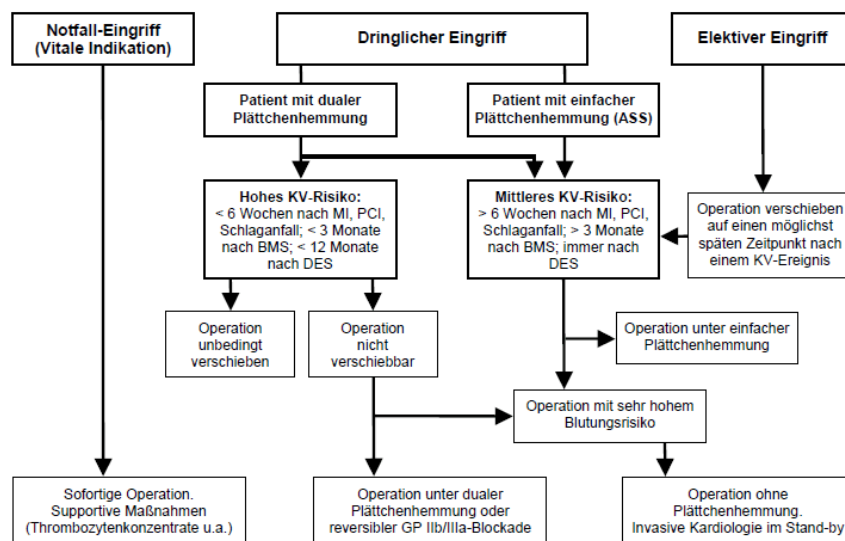 Notfall-Eingriff
(Vitale Indikation)
Dringlicher Eingriff
Elektiver Eingriff
Patient mit dualer
Plättchenhemmung
Patient mit einfacher
Plättchenhemmung (ASS)
Hohes KV-Risiko:
< 6 Wochen nach MI, PCI,
Schlaganfall; < 3 Monate
nach BMS; < 12 Monate
nach DES
Mittleres KV-Risiko:
> 6 Wochen nach MI, PCI,
Schlaganfall; > 3 Monate
nach BMS; immer nach
DES
Operation verschieben
auf einen möglichst
späten Zeitpunkt nach
einem KV-Ereignis
Operation
unbedingt
verschieben
Operation
nicht
verschiebbar
Operation unter einfacher
Plättchenhemmung
Operation mit sehr hohem
Blutungsrisiko
Sofortige Operation.
Supportive Maßnahmen
(Thrombozytenkonzentrate u.a.)
Operation unter dualer
Plättchenhemmung oder
reversibler GP IIb/IIIa-Blockade
Operation ohne
Plättchenhemmung.
Invasive Kardiologie im Stand-by